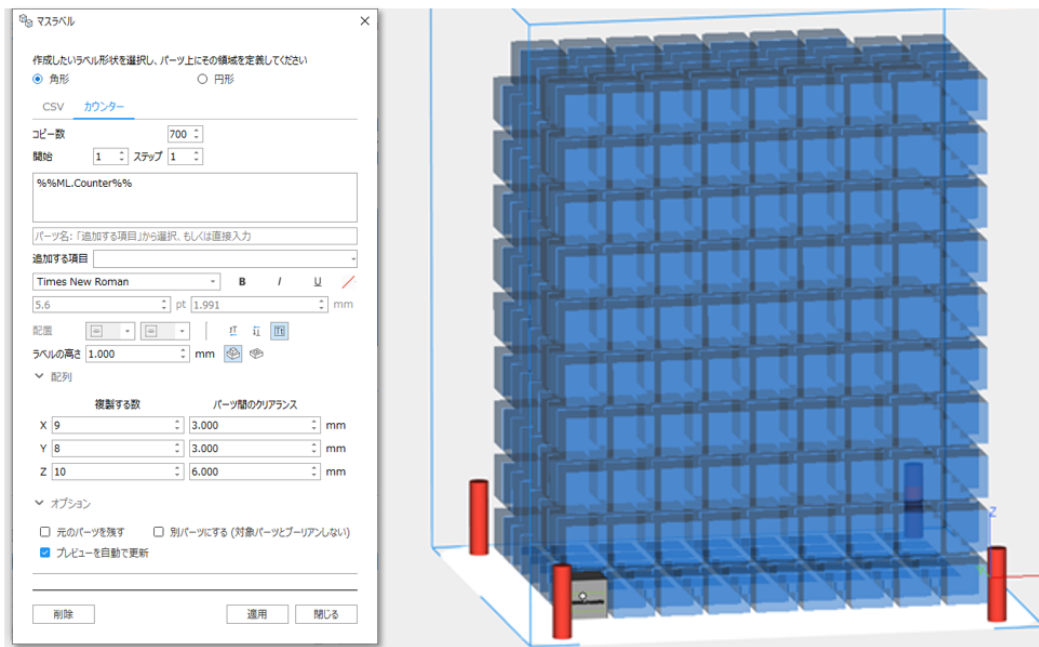 マスラベル
作成したいラベル形状を選択し、パーツ上にその領域を定義してください
角形 円形
CSV カウンター
コピー数 700
開始 1 ステップ 1
%%ML.Counter%%
パーツ名:「追加する項目」から選択、もしくは直接入力
追加する項目
Times New Roman B I U
5.6 pt 1.991 mm
配置
ラベルの高さ 1.000 mm
配列
複製する数 パーツ間のクリアランス
X 9 3.000 mm
Y 8 3.000 mm
Z 10 6.000 mm
オプション
元のパーツを残す 別パーツにする (対象パーツとブーリアンしない)
プレビューを自動で更新
削除 適用 閉じる
Z